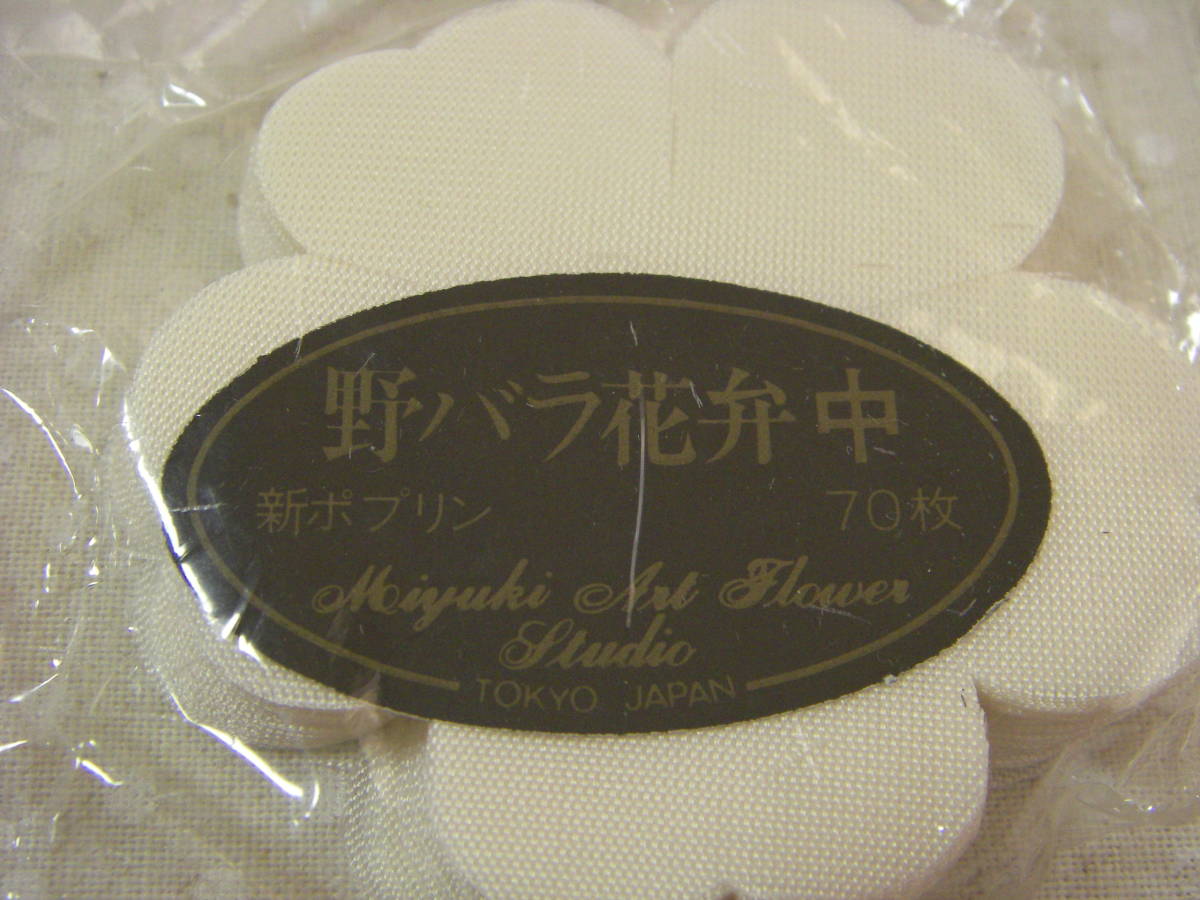 野バラ花弁 中
新ポプリン 70枚
Miyuki Art Flower
Studio
TOKYO JAPAN